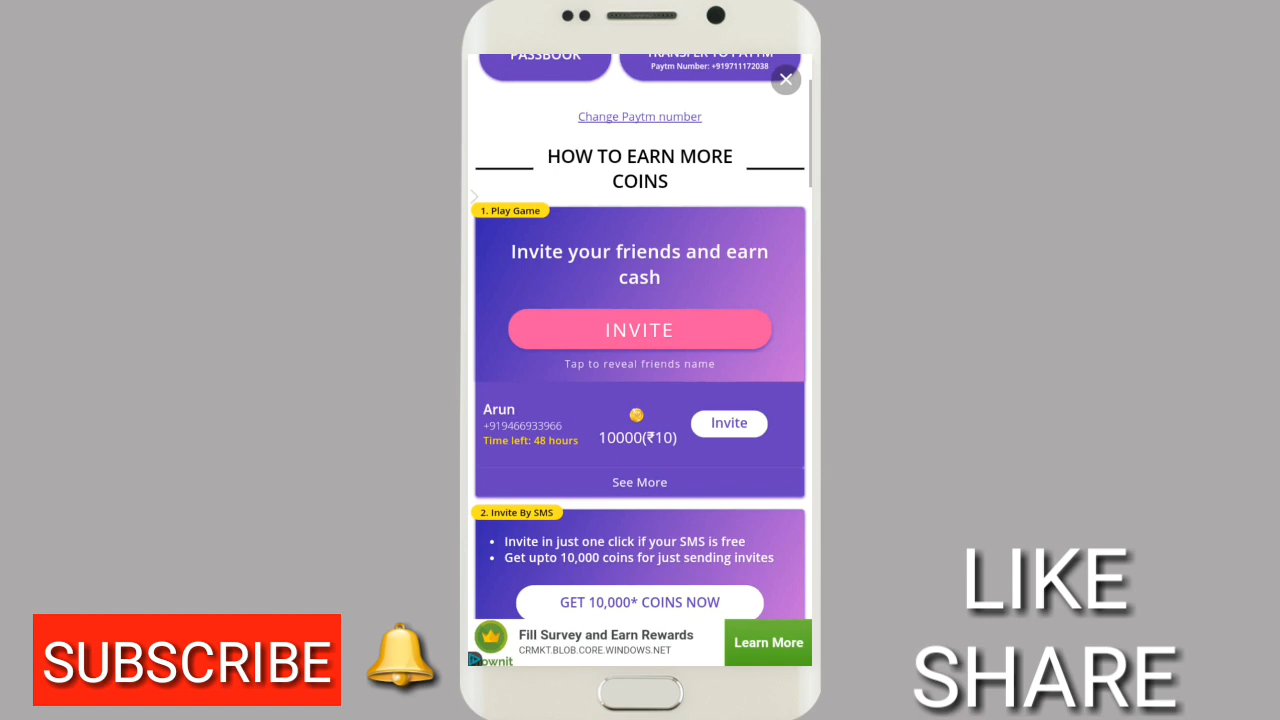 PASSBOOK
TRANSFER TO PAYTM
Paytm Number: +919711172038
Change Paytm number
HOW TO EARN MORE
COINS
1. Play Game
Invite your friends and earn
cash
INVITE
Tap to reveal friends name
Arun
+919466933966
Time left: 48 hours
10000(₹10)
Invite
See More
2. Invite By SMS
• Invite in just one click if your SMS is free
• Get upto 10,000 coins for just sending invites
GET 10,000* COINS NOW
Fill Survey and Earn Rewards
CRMKT.BLOB.CORE.WINDOWS.NET
Learn More
SUBSCRIBE
LIKE
SHARE